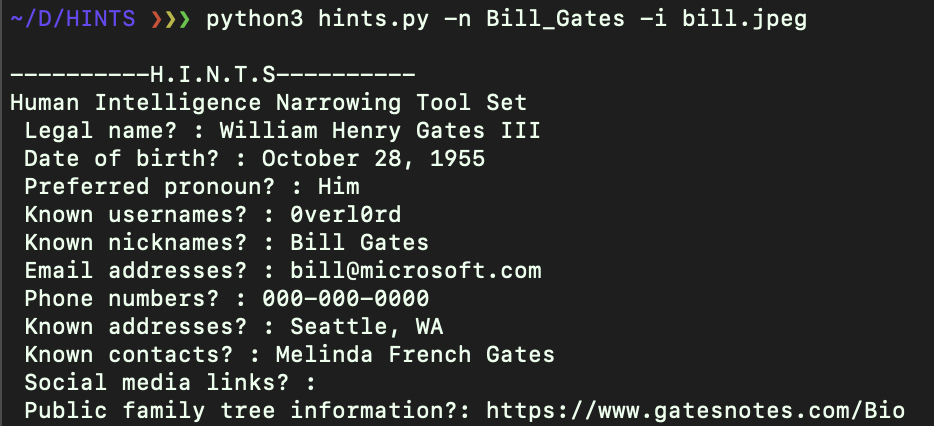 ~/D/HINTS ❯❯❯ python3 hints.py -n Bill_Gates -i bill.jpeg
----------H.I.N.T.S----------
Human Intelligence Narrowing Tool Set
Legal name? : William Henry Gates III
Date of birth? : October 28, 1955
Preferred pronoun? : Him
Known usernames? : 0verl0rd
Known nicknames? : Bill Gates
Email addresses? : bill@microsoft.com
Phone numbers? : 000-000-0000
Known addresses? : Seattle, WA
Known contacts? : Melinda French Gates
Social media links? :
Public family tree information?: https://www.gatesnotes.com/Bio